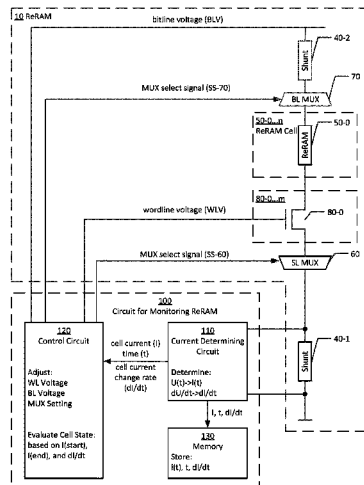 10 ReRAM
bitline voltage (BLV)
40-2
Shunt
70
MUX select signal (SS-70)
BL MUX
50-0...n
ReRAM Cell
50-0
ReRAM
80-0...m
80-0
wordline voltage (WLV)
60
MUX select signal (SS-60)
SL MUX
100
Circuit for Monitoring ReRAM
120
Control Circuit
Adjust:
WL Voltage
BL Voltage
MUX Setting
Evaluate Cell State:
based on I(start),
I(end), and dI/dt
cell current (I)
time (t)
cell current
change rate
(dI/dt)
110
Current Determining
Circuit
Determine:
U(t)->I(t)
dU/dt->dI/dt
40-1
Shunt
I, t, dI/dt
130
Memory
Store:
I(t), t, dI/dt